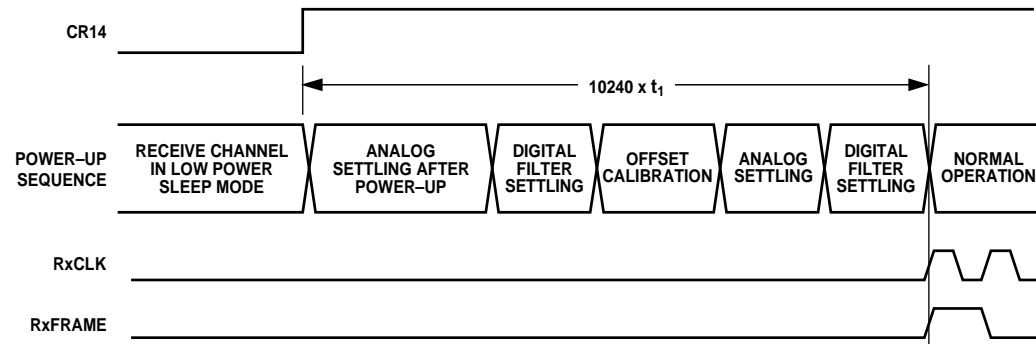 CR14
10240 x t1
POWER–UP
SEQUENCE
RECEIVE CHANNEL
IN LOW POWER
SLEEP MODE
ANALOG
SETTLING AFTER
POWER–UP
DIGITAL
FILTER
SETTLING
OFFSET
CALIBRATION
ANALOG
SETTLING
DIGITAL
FILTER
SETTLING
NORMAL
OPERATION
RxCLK
RxFRAME